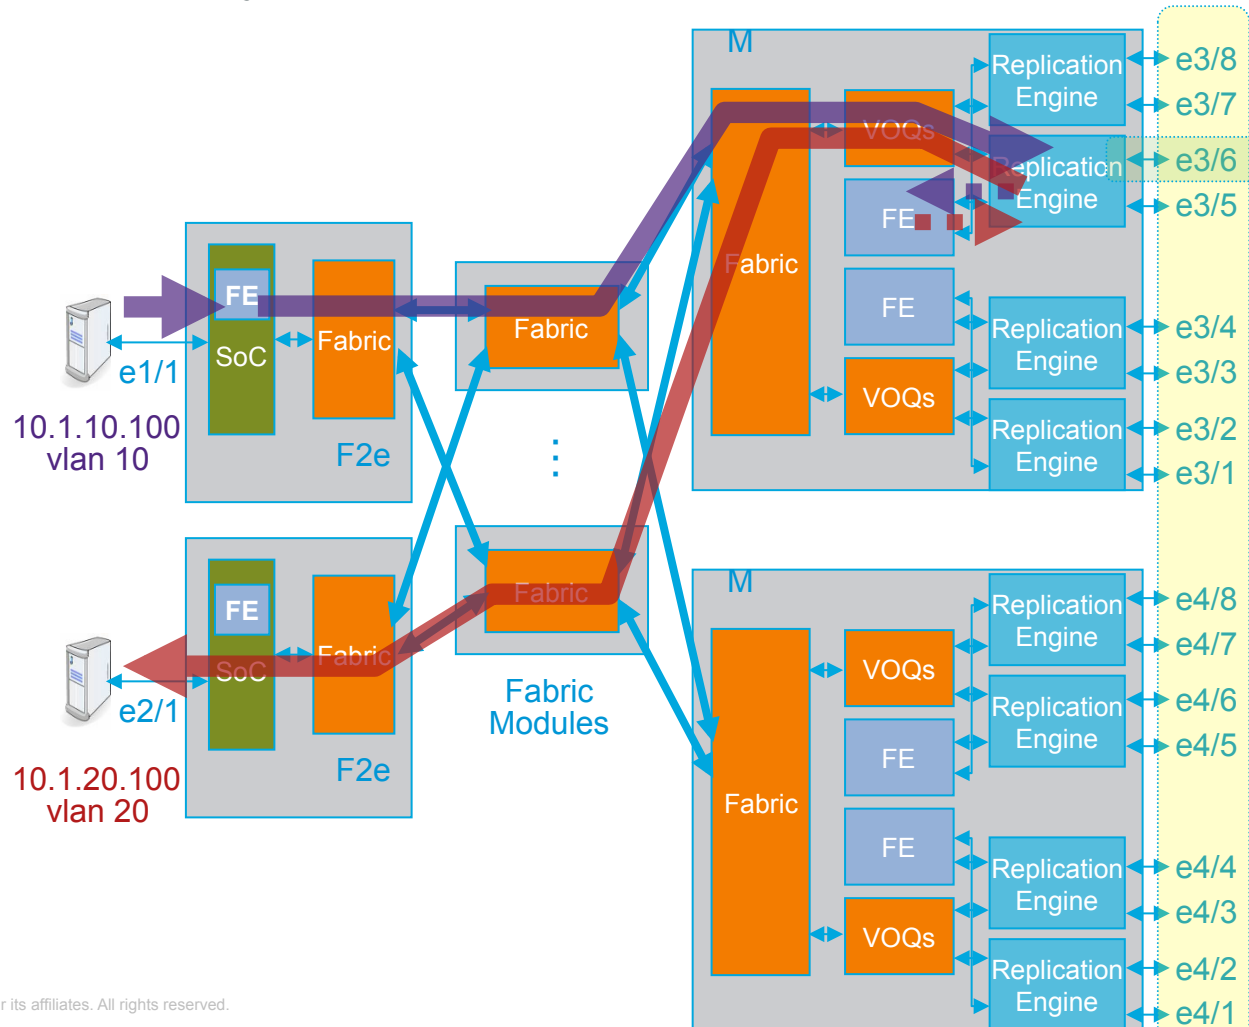 M
Replication
Engine
e3/8
e3/7
VOQs
Replication
Engine
e3/6
e3/5
FE
Fabric
FE
Replication
Engine
e3/4
e3/3
VOQs
Replication
Engine
e3/2
e3/1
FE
SoC
Fabric
e1/1
10.1.10.100
vlan 10
F2e
Fabric
FE
SoC
Fabric
e2/1
10.1.20.100
vlan 20
F2e
Fabric
Fabric
Modules
M
Replication
Engine
e4/8
e4/7
VOQs
Replication
Engine
e4/6
e4/5
FE
Fabric
FE
Replication
Engine
e4/4
e4/3
VOQs
Replication
Engine
e4/2
e4/1
its affiliates. All rights reserved.